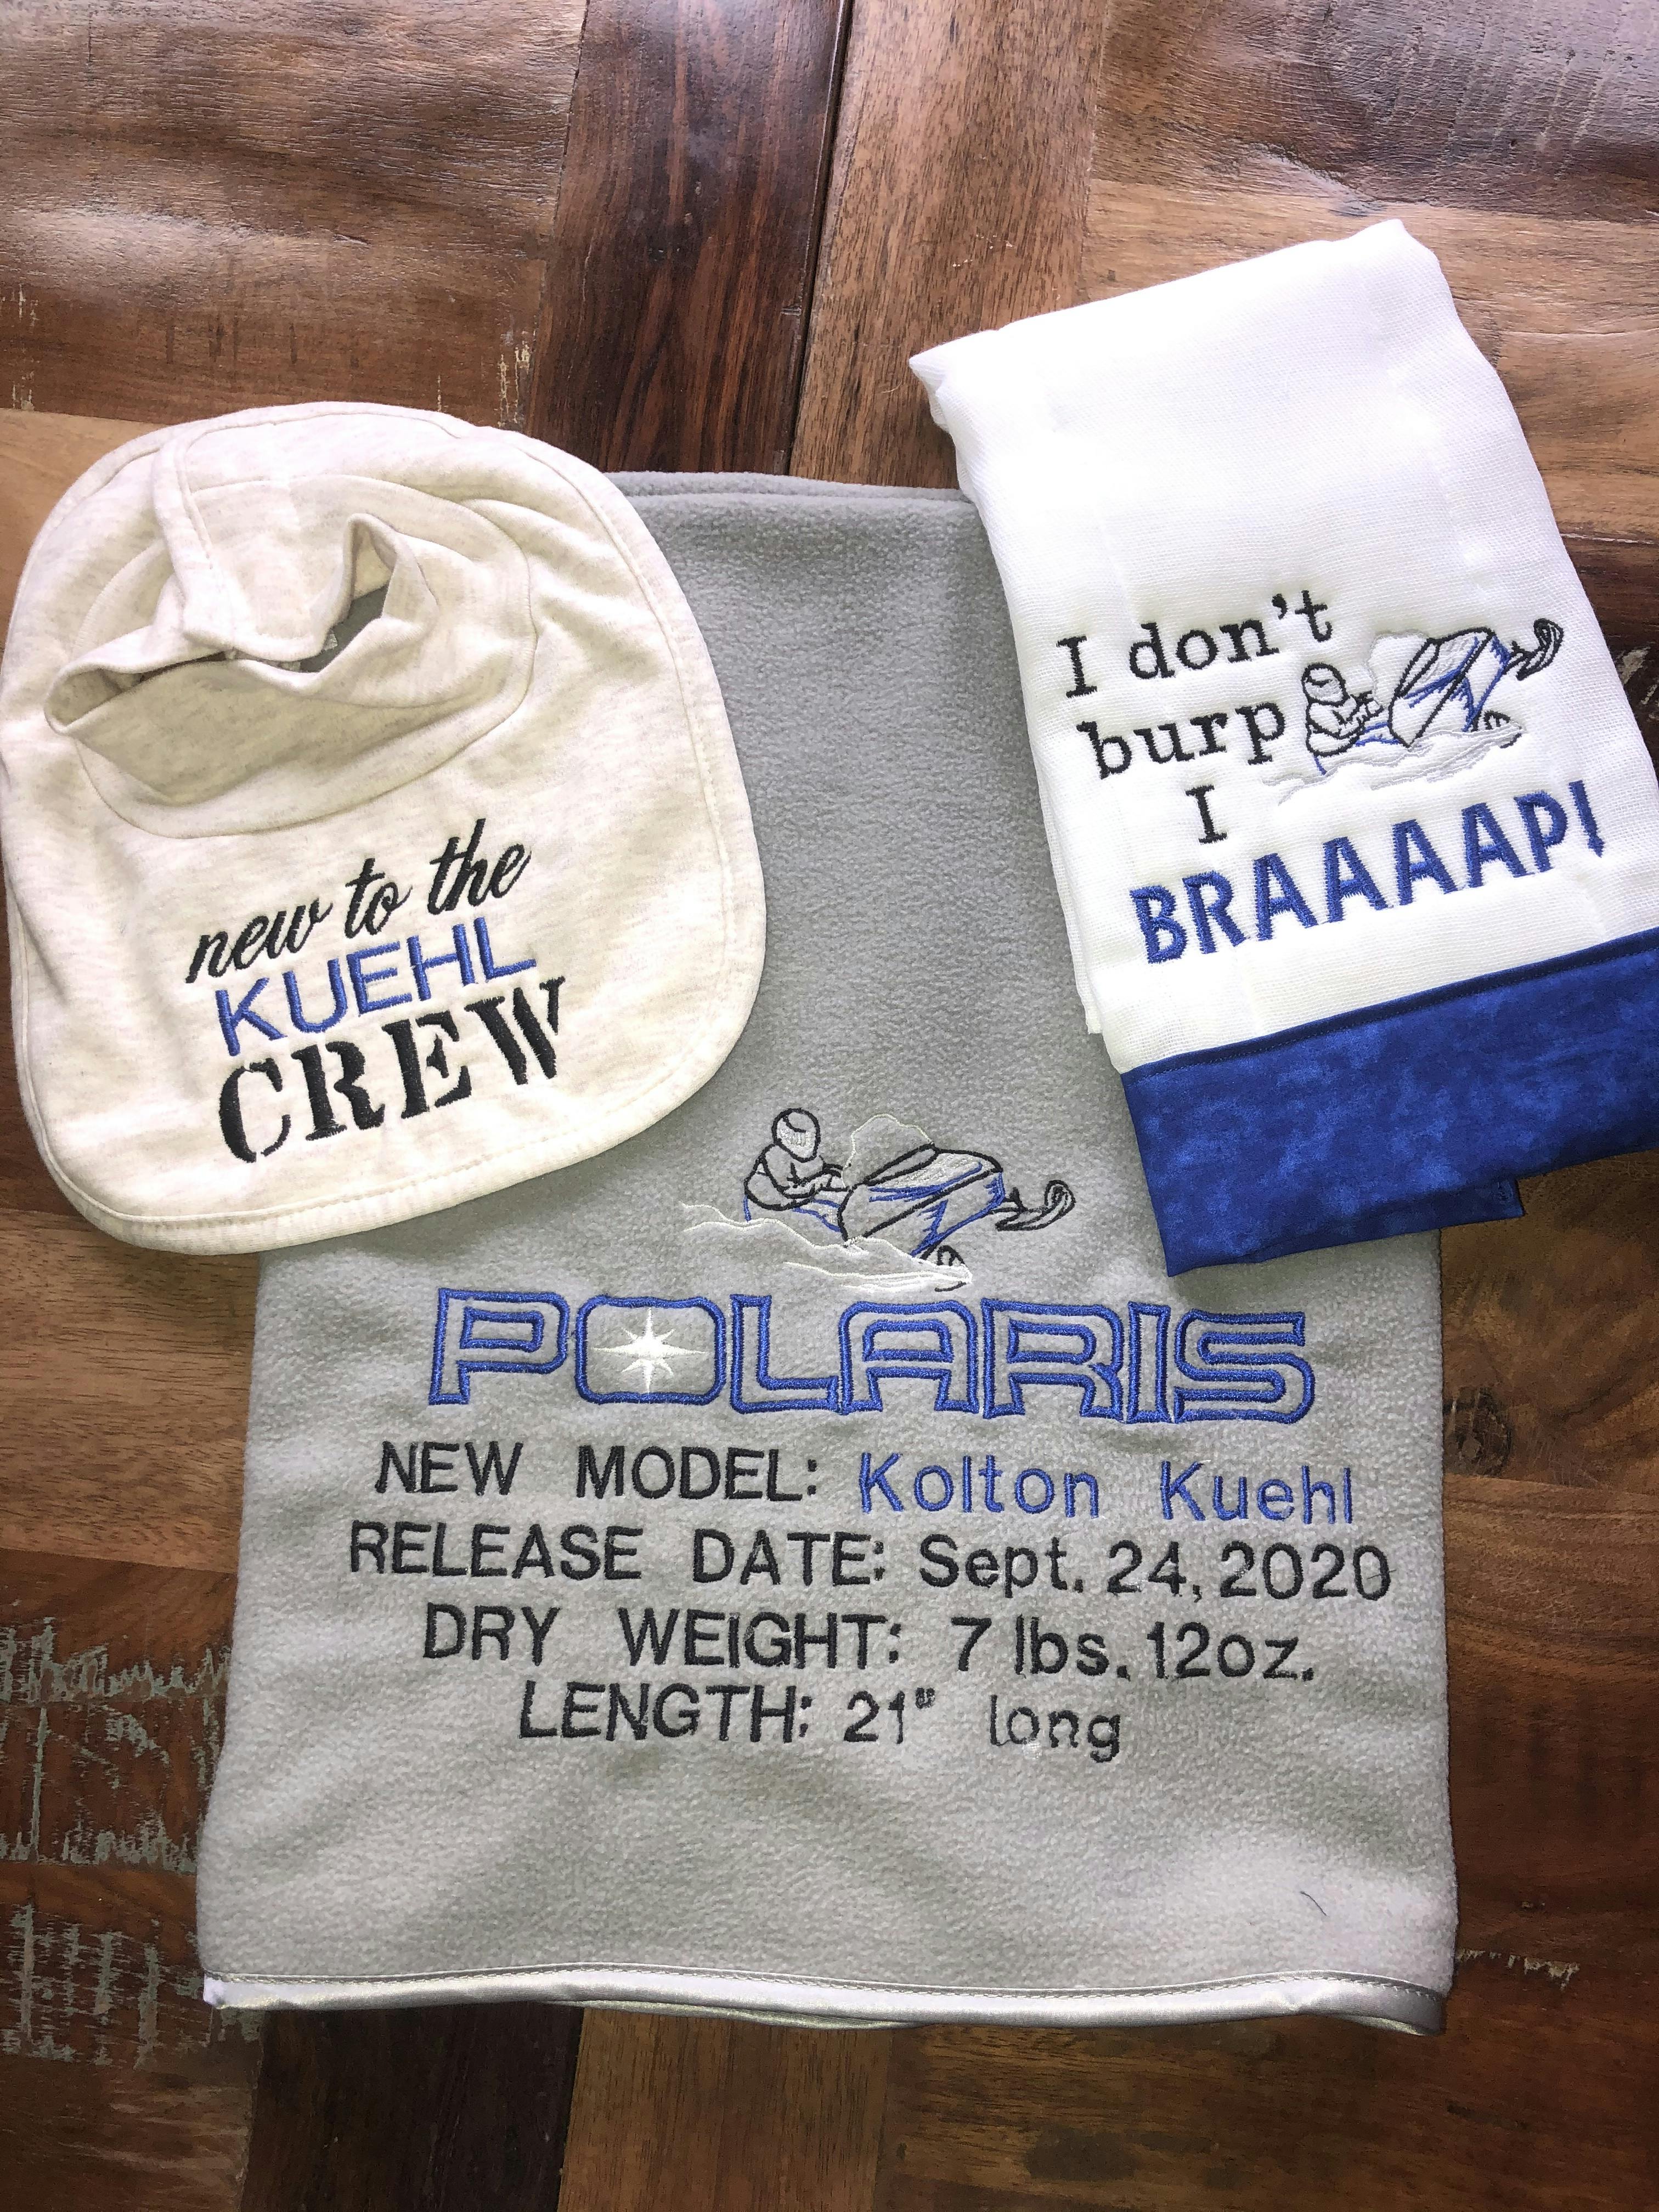 new to the
KUEHL
CREW
I don't
burp
I
BRAAAAP!
POLARIS
NEW MODEL: Kolton Kuehl
RELEASE DATE: Sept. 24, 2020
DRY WEIGHT: 7 lbs. 12oz.
LENGTH: 21" long